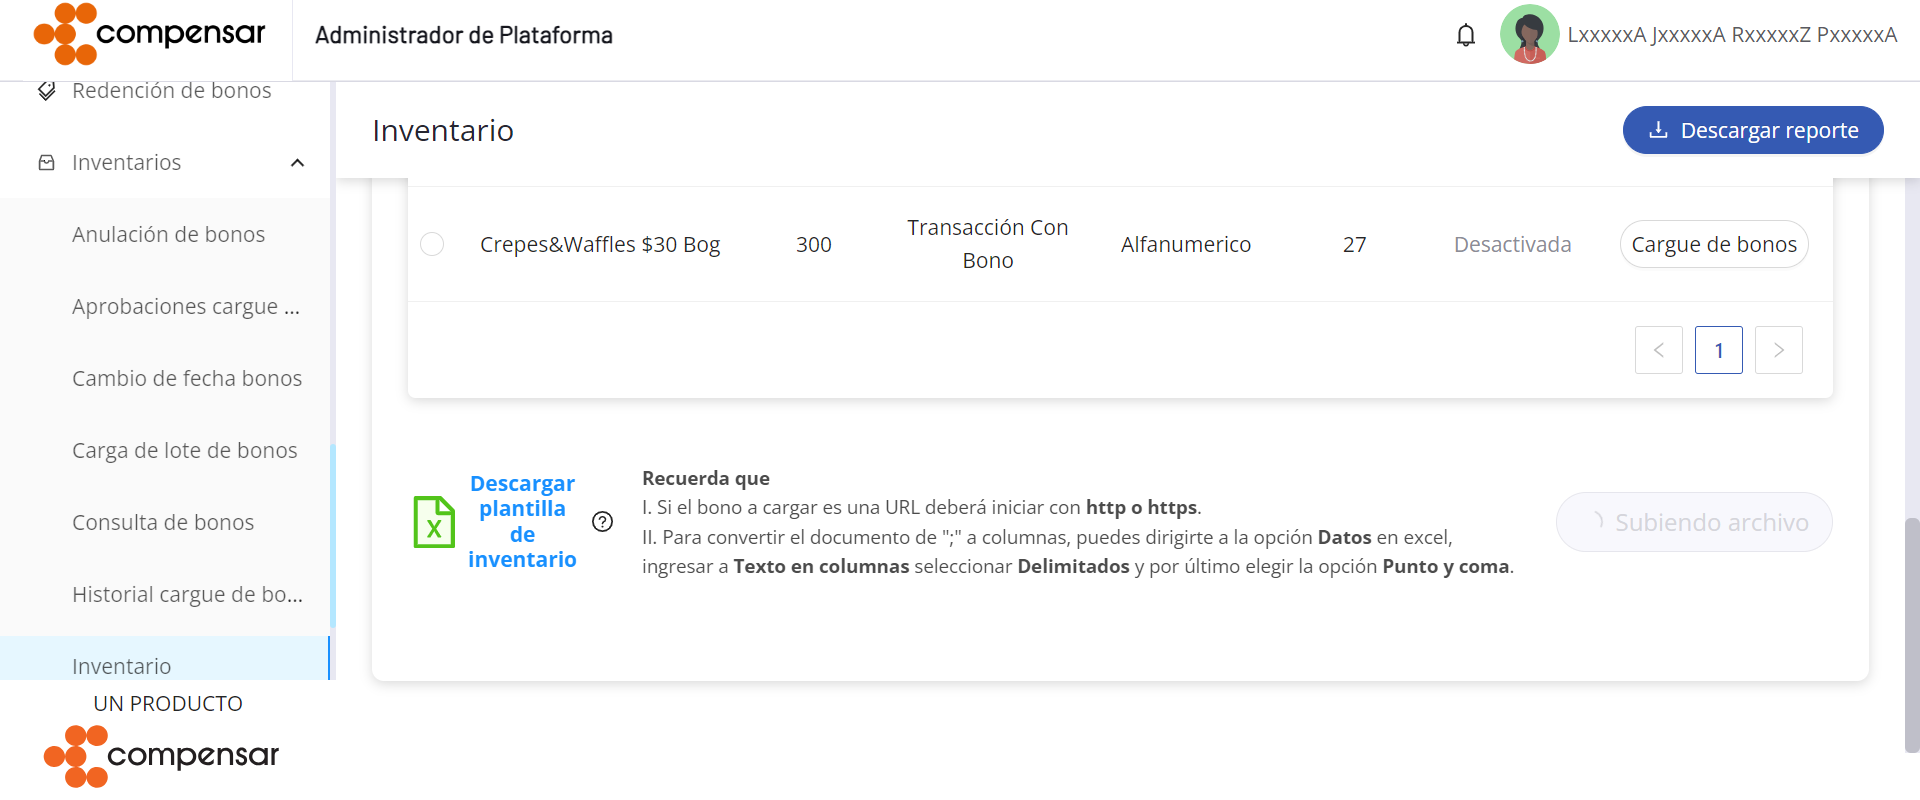 compensar
Administrador de Plataforma
LxxxxxA JxxxxxA RxxxxxZ PxxxxxA
Redención de bonos
Inventarios
Anulación de bonos
Aprobaciones cargue ...
Cambio de fecha bonos
Carga de lote de bonos
Consulta de bonos
Historial cargue de bo...
Inventario
UN PRODUCTO
compensar
Inventario
Descargar reporte
Crepes&Waffles $30 Bog
300
Transacción Con
Bono
Alfanumerico
27
Desactivada
Cargue de bonos
<
1
>
X
Descargar
plantilla
de
inventario
?
Recuerda que
I. Si el bono a cargar es una URL deberá iniciar con http o https.
II. Para convertir el documento de ";" a columnas, puedes dirigirte a la opción Datos en excel,
ingresar a Texto en columnas seleccionar Delimitados y por último elegir la opción Punto y coma.
Subiendo archivo